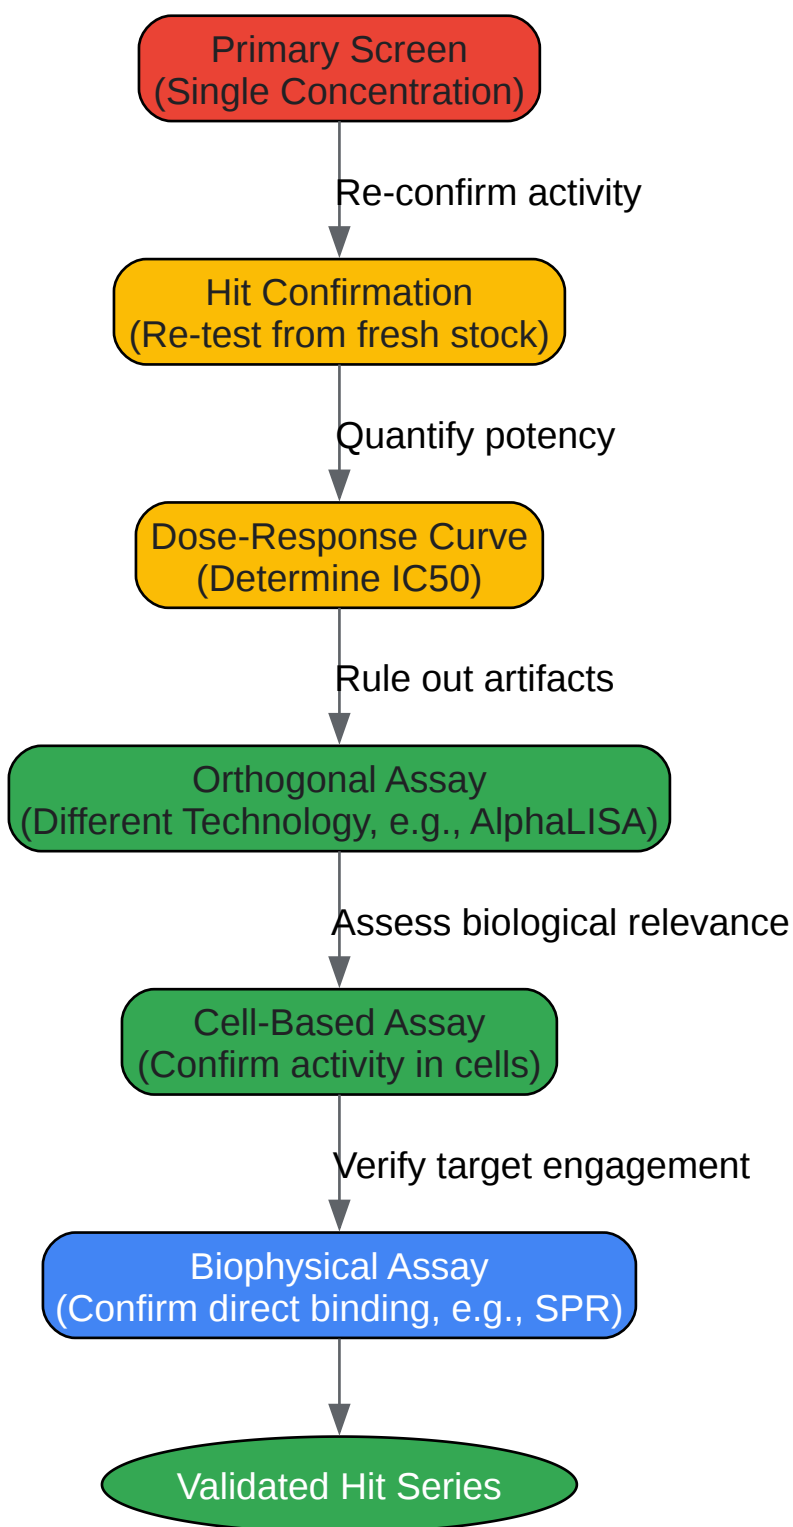 Primary Screen
(Single Concentration)
Re-confirm activity
Hit Confirmation
(Re-test from fresh stock)
Quantify potency
Dose-Response Curve
(Determine IC50)
Rule out artifacts
Orthogonal Assay
(Different Technology, e.g., AlphaLISA)
Assess biological relevance
Cell-Based Assay
(Confirm activity in cells)
Verify target engagement
Biophysical Assay
(Confirm direct binding, e.g., SPR)
Validated Hit Series